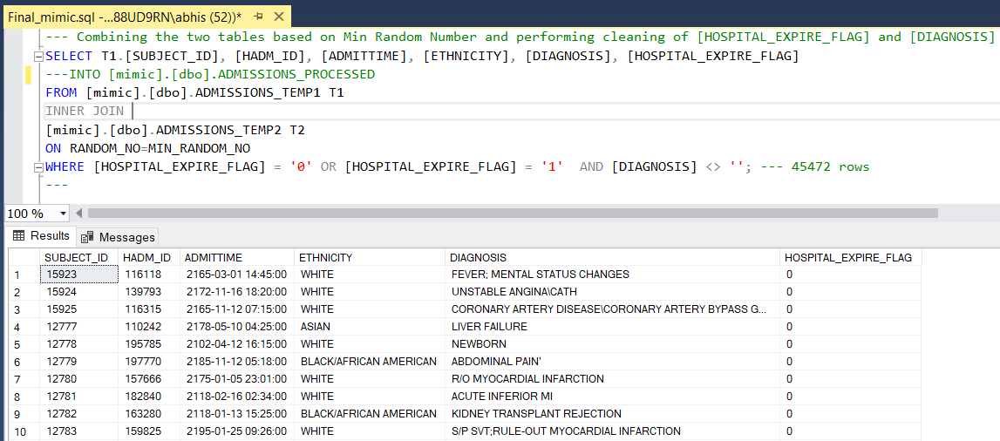 Final_mimic.sql -...88UD9RN\abhis (52))*
--- Combining the two tables based on Min Random Number and performing cleaning of [HOSPITAL_EXPIRE_FLAG] and [DIAGNOSIS]
SELECT T1.[SUBJECT_ID], [HADM_ID], [ADMITTIME], [ETHNICITY], [DIAGNOSIS], [HOSPITAL_EXPIRE_FLAG]
---INTO [mimic].[dbo].ADMISSIONS_PROCESSED
FROM [mimic].[dbo].ADMISSIONS_TEMP1 T1
INNER JOIN
[mimic].[dbo].ADMISSIONS_TEMP2 T2
ON RANDOM_NO=MIN_RANDOM_NO
WHERE [HOSPITAL_EXPIRE_FLAG] = '0' OR [HOSPITAL_EXPIRE_FLAG] = '1'  AND [DIAGNOSIS] <> ''; --- 45472 rows
---
100 %
Results Messages
SUBJECT_ID HADM_ID ADMITTIME ETHNICITY DIAGNOSIS HOSPITAL_EXPIRE_FLAG
1 15923 116118 2165-03-01 14:45:00 WHITE FEVER; MENTAL STATUS CHANGES 0
2 15924 139793 2172-11-16 18:20:00 WHITE UNSTABLE ANGINA\CATH 0
3 15925 116315 2165-11-12 07:15:00 WHITE CORONARY ARTERY DISEASE\CORONARY ARTERY BYPASS G... 0
4 12777 110242 2178-05-10 04:25:00 ASIAN LIVER FAILURE 0
5 12778 195785 2102-04-12 16:15:00 WHITE NEWBORN 0
6 12779 197770 2185-11-12 05:18:00 BLACK/AFRICAN AMERICAN ABDOMINAL PAIN' 0
7 12780 157666 2175-01-05 23:01:00 WHITE R/O MYOCARDIAL INFARCTION 0
8 12781 182840 2118-02-16 02:34:00 WHITE ACUTE INFERIOR MI 0
9 12782 163280 2118-01-13 15:25:00 BLACK/AFRICAN AMERICAN KIDNEY TRANSPLANT REJECTION 0
10 12783 159825 2195-01-25 09:26:00 WHITE S/P SVT;RULE-OUT MYOCARDIAL INFARCTION 0